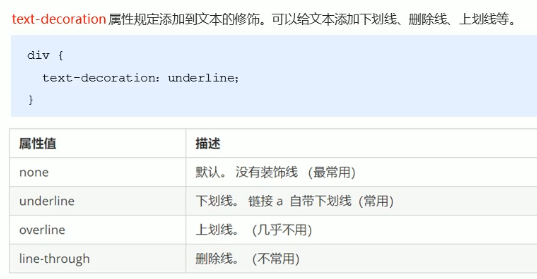 text-decoration 属性规定添加到文本的修饰。可以给文本添加下划线、删除线、上划线等。
div {
text-decoration：underline；
}
属性值 描述
none 默认。没有装饰线 (最常用)
underline 下划线。链接 a 自带下划线 (常用)
overline 上划线。 (几乎不用)
line-through 删除线。 (不常用)